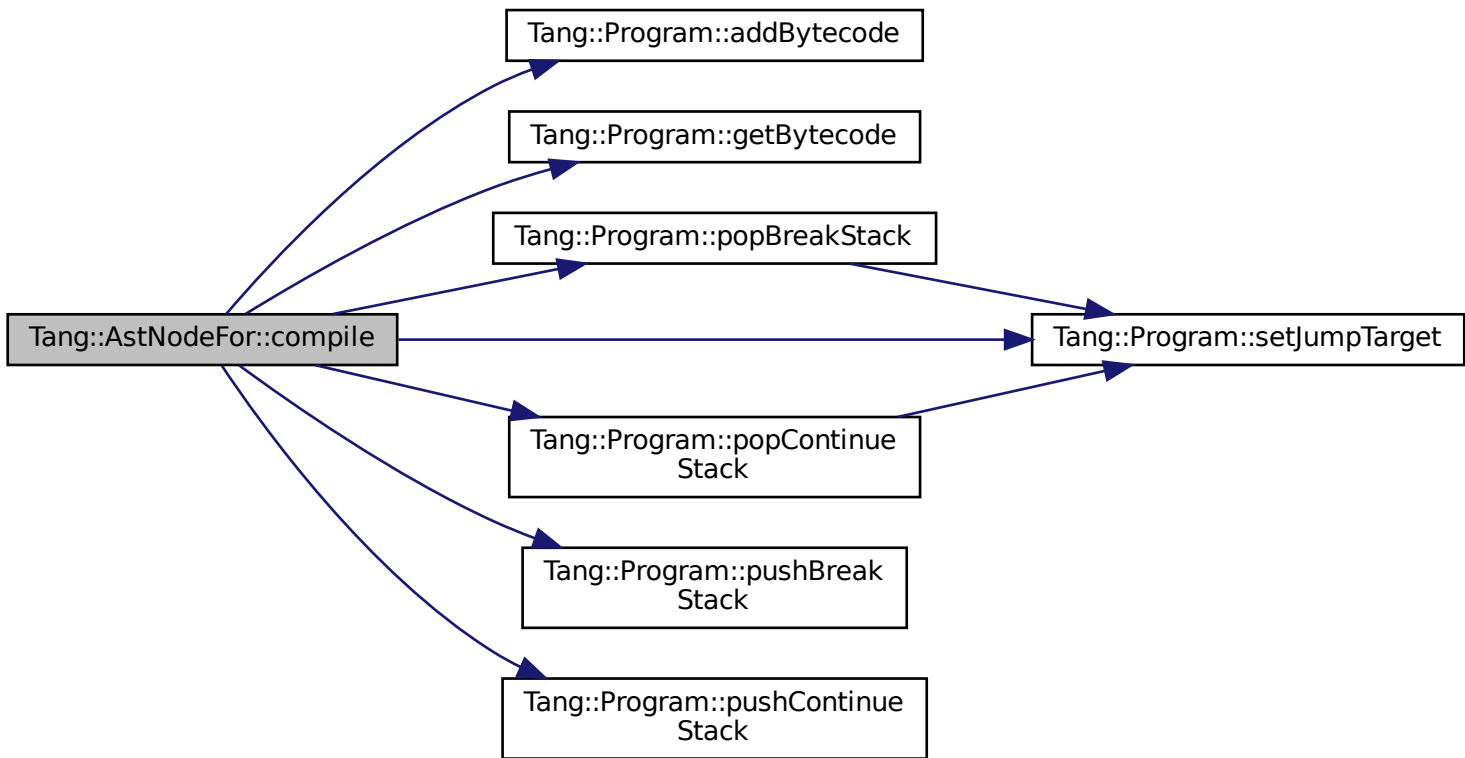 Tang::Program::addBytecode
Tang::Program::getBytecode
Tang::Program::popBreakStack
Tang::AstNodeFor::compile
Tang::Program::setJumpTarget
Tang::Program::popContinue
Stack
Tang::Program::pushBreak
Stack
Tang::Program::pushContinue
Stack